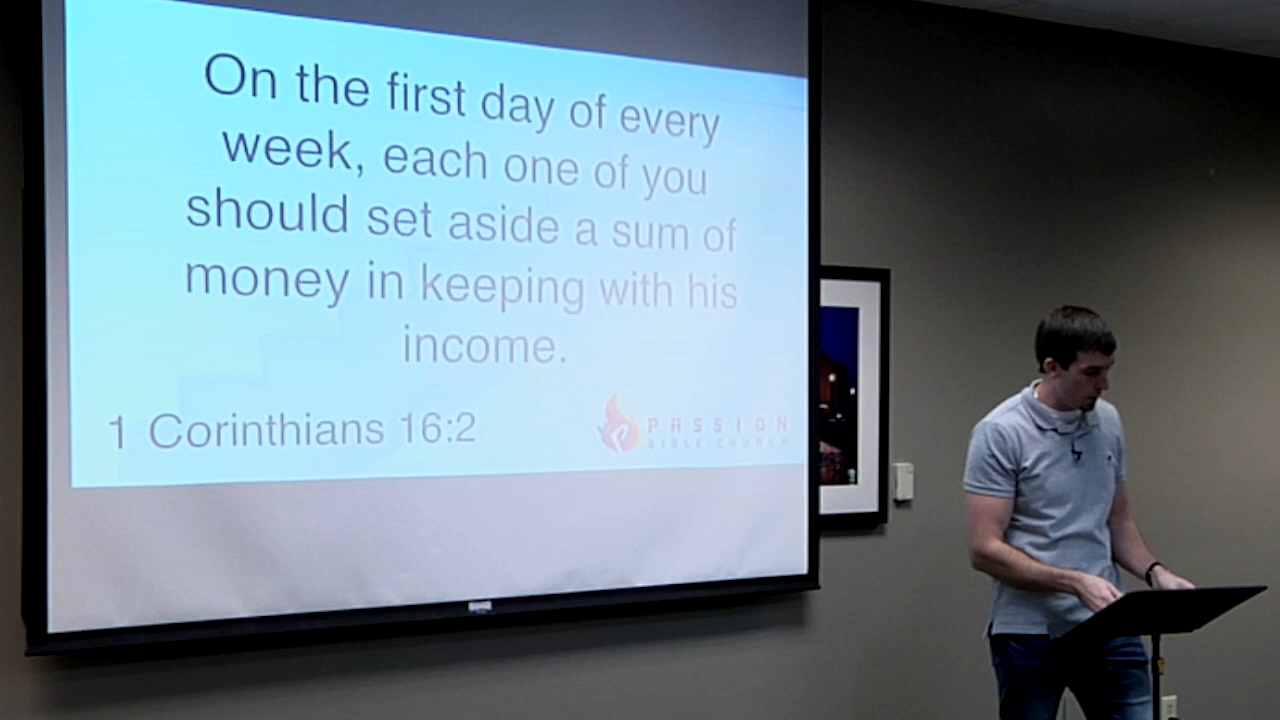 On the first day of every
week, each one of you
should set aside a sum of
money in keeping with his
income.
1 Corinthians 16:2
PASSION
BIBLE CHURCH